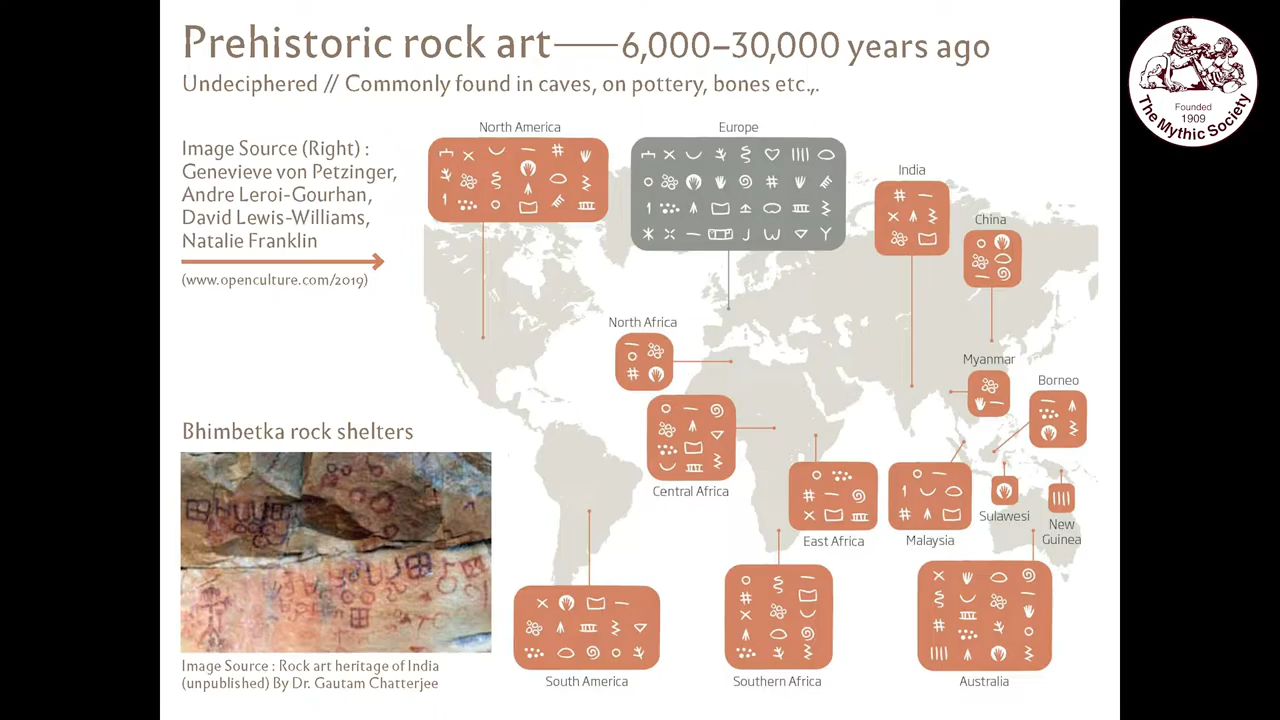 Prehistoric rock art — 6,000–30,000 years ago
Undeciphered // Commonly found in caves, on pottery, bones etc.,.
Image Source (Right) :
Genevieve von Petzinger,
Andre Leroi-Gourhan,
David Lewis-Williams,
Natalie Franklin
(www.openculture.com/2019)
North America
Europe
India
China
North Africa
Myanmar
Borneo
Central Africa
East Africa
Malaysia
Sulawesi
New
Guinea
South America
Southern Africa
Australia
Bhimbetka rock shelters
Image Source : Rock art heritage of India
(unpublished) By Dr. Gautam Chatterjee
Founded
1909
The Mythic Society